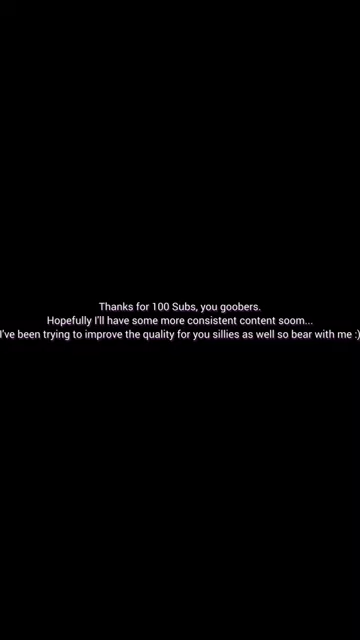 Thanks for 100 Subs, you goobers.
Hopefully I'll have some more consistent content soom...
I've been trying to improve the quality for you sillies as well so bear with me :)